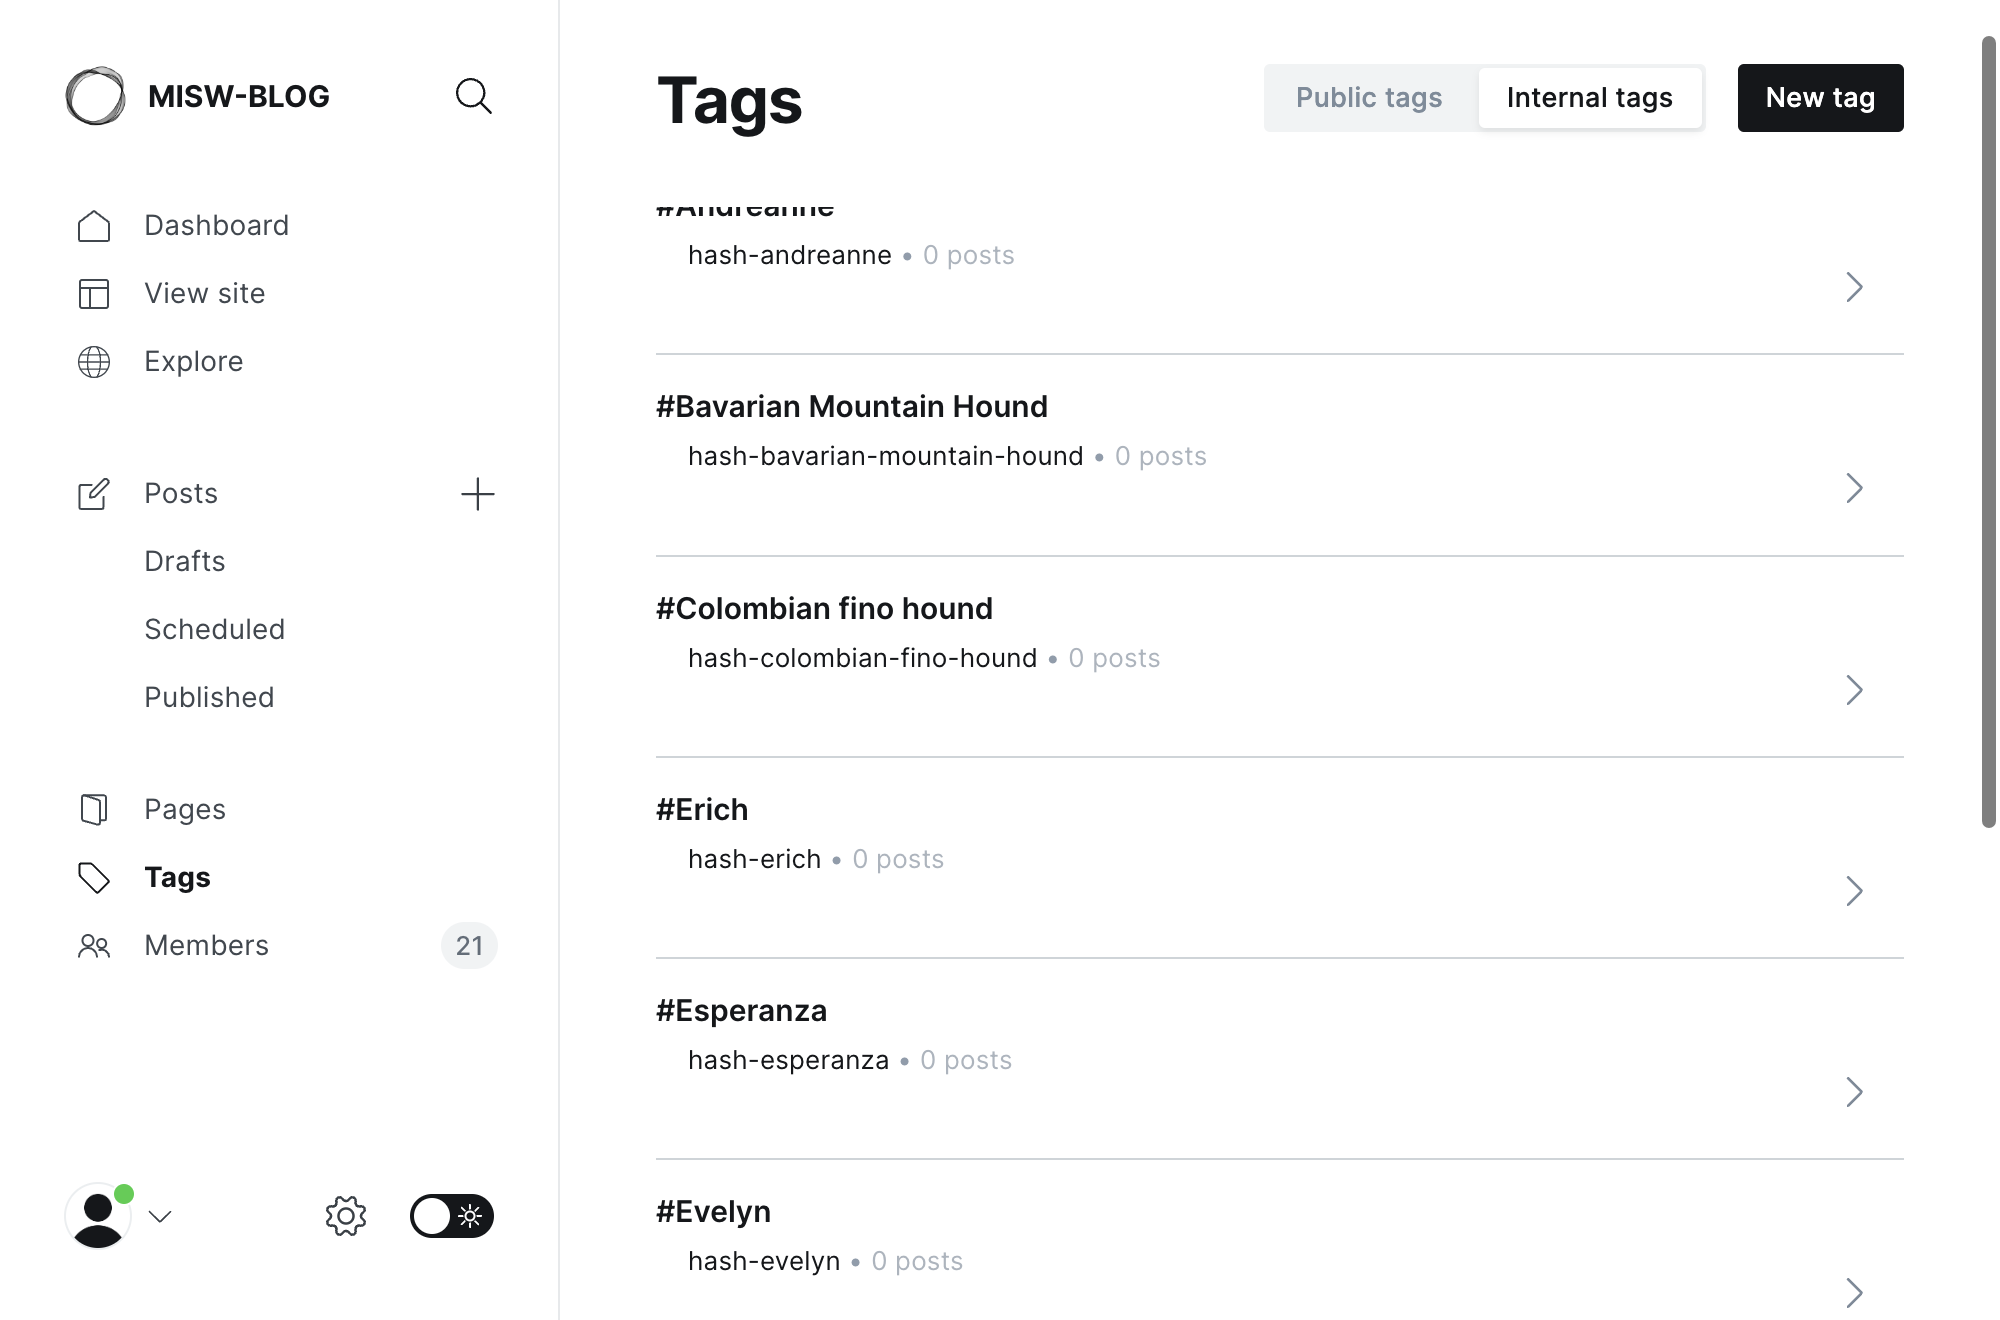 MISW-BLOG
Dashboard
View site
Explore
Posts
Drafts
Scheduled
Published
Pages
Tags
Members 21
Tags
Public tags Internal tags New tag
#Andreanne
hash-andreanne • 0 posts
#Bavarian Mountain Hound
hash-bavarian-mountain-hound • 0 posts
#Colombian fino hound
hash-colombian-fino-hound • 0 posts
#Erich
hash-erich • 0 posts
#Esperanza
hash-esperanza • 0 posts
#Evelyn
hash-evelyn • 0 posts